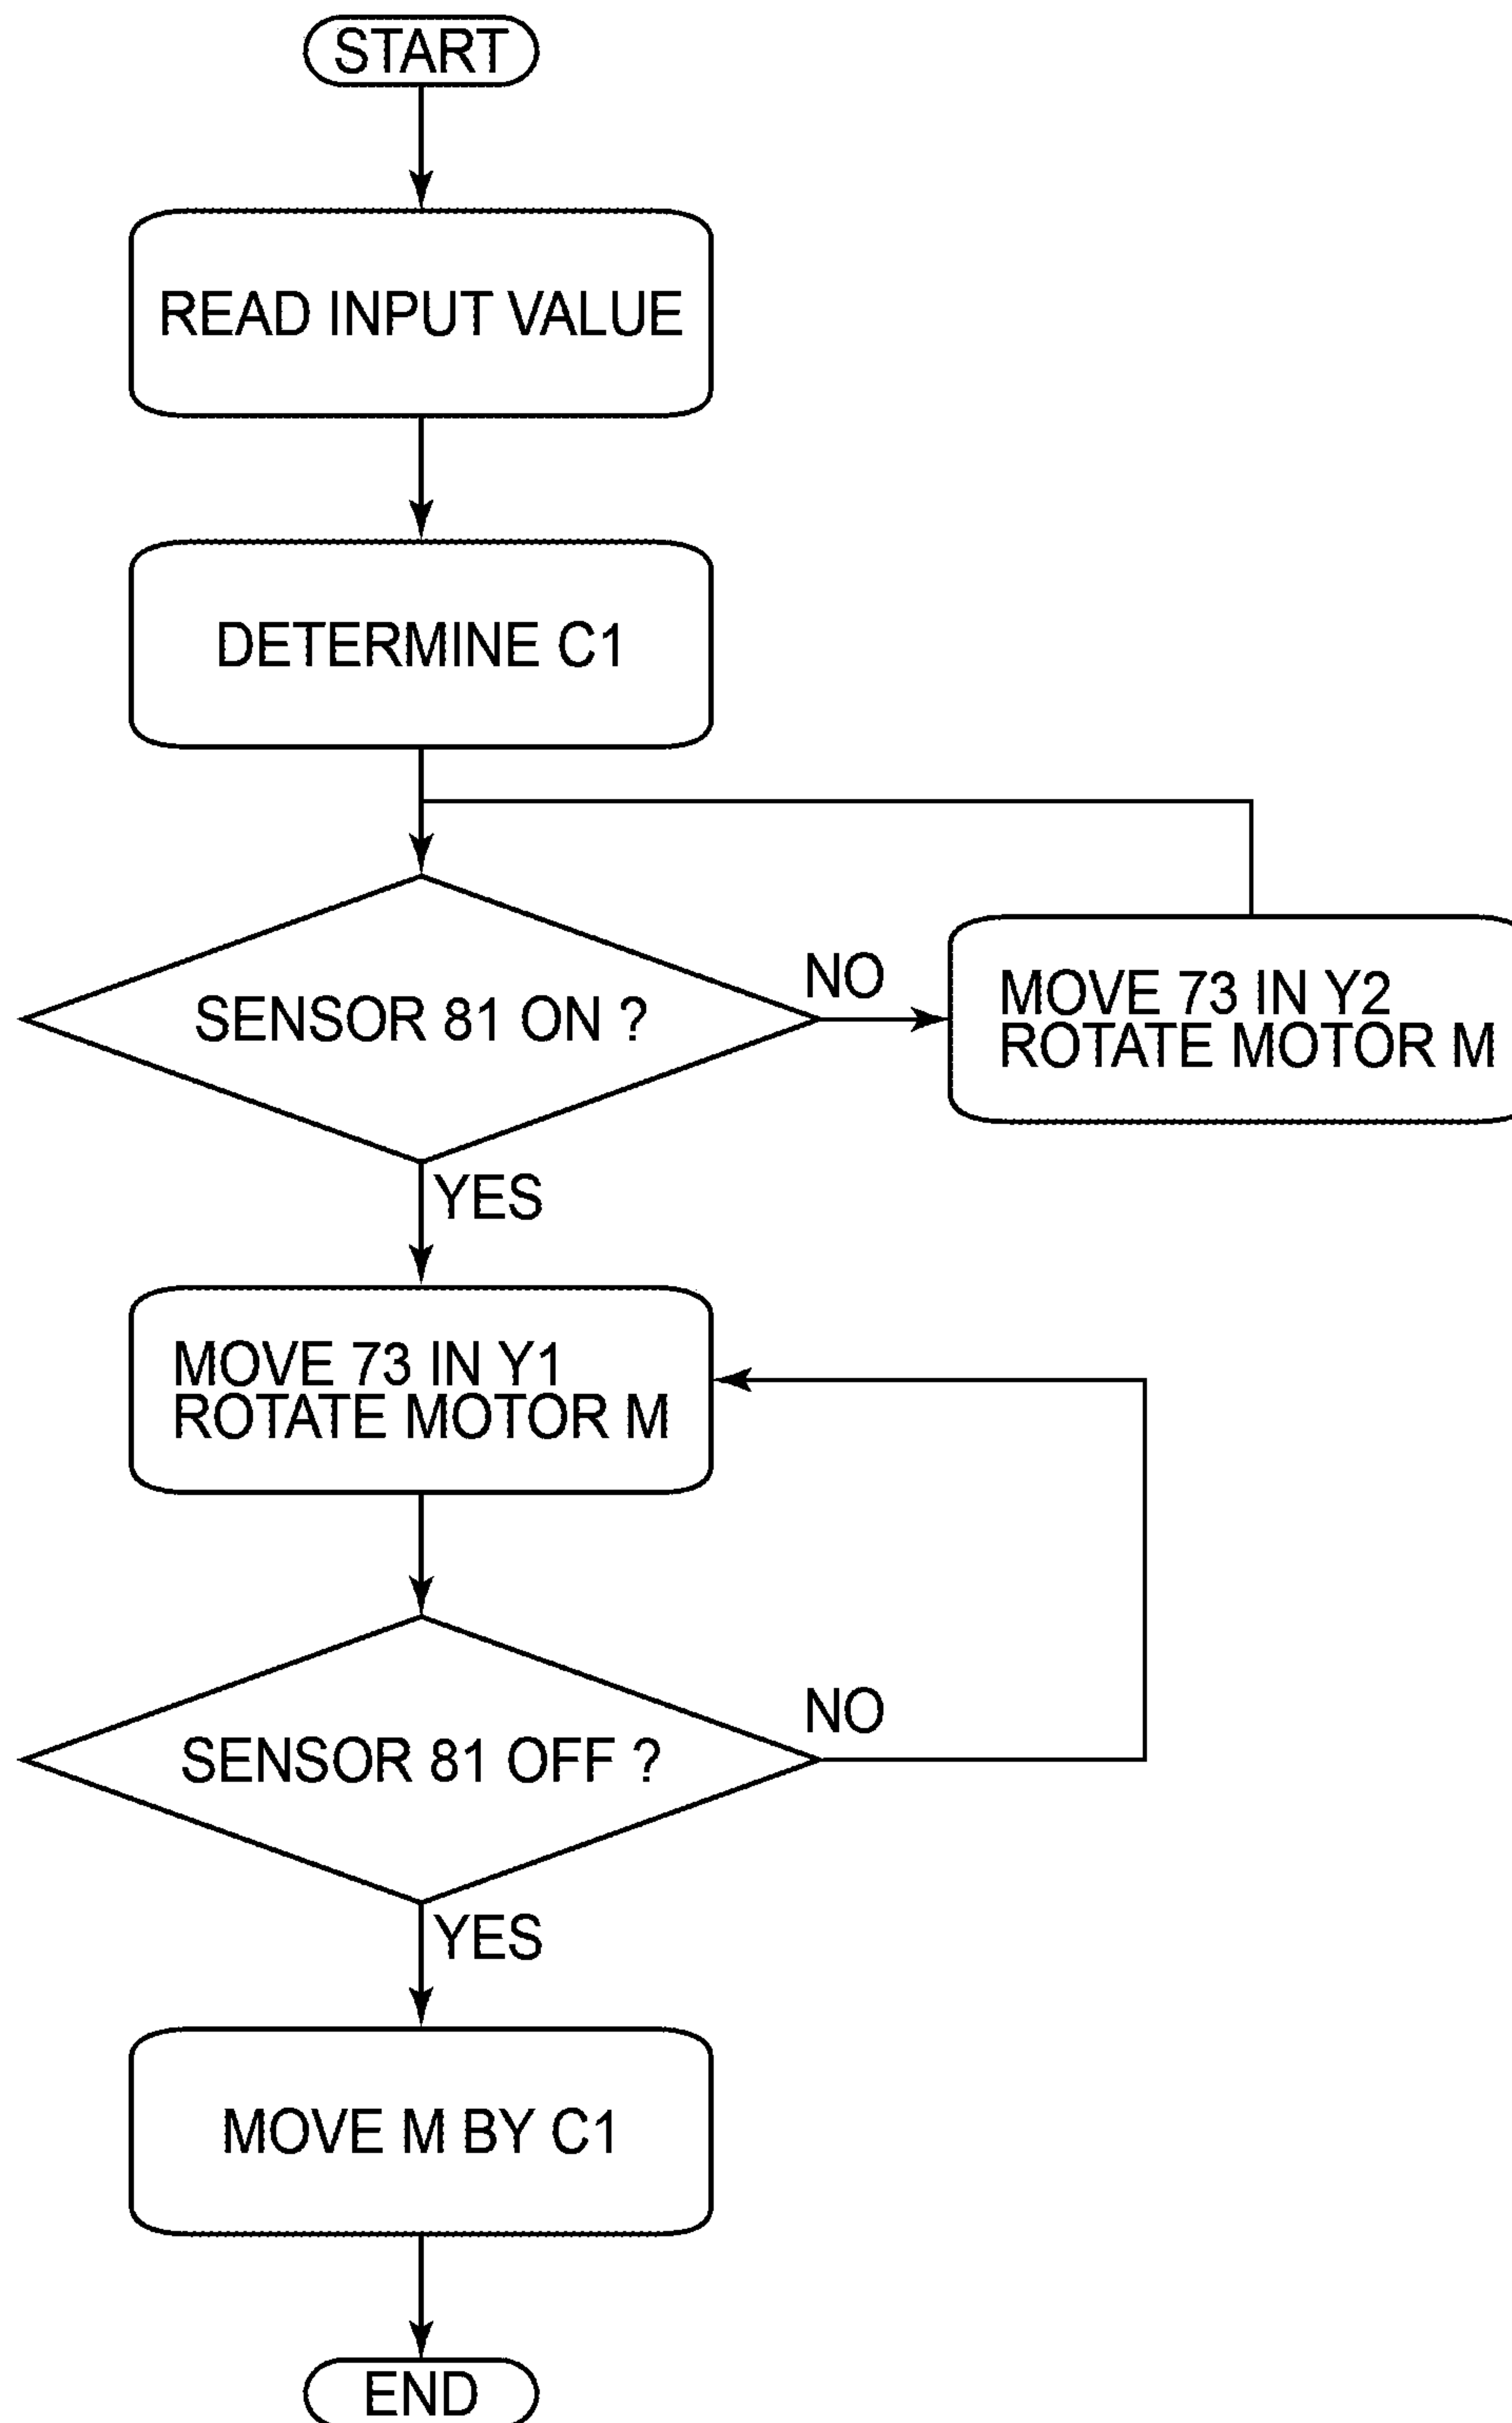 START
READ INPUT VALUE
DETERMINE C1
SENSOR 81 ON ?
NO
MOVE 73 IN Y2
ROTATE MOTOR M
YES
MOVE 73 IN Y1
ROTATE MOTOR M
SENSOR 81 OFF ?
NO
YES
MOVE M BY C1
END